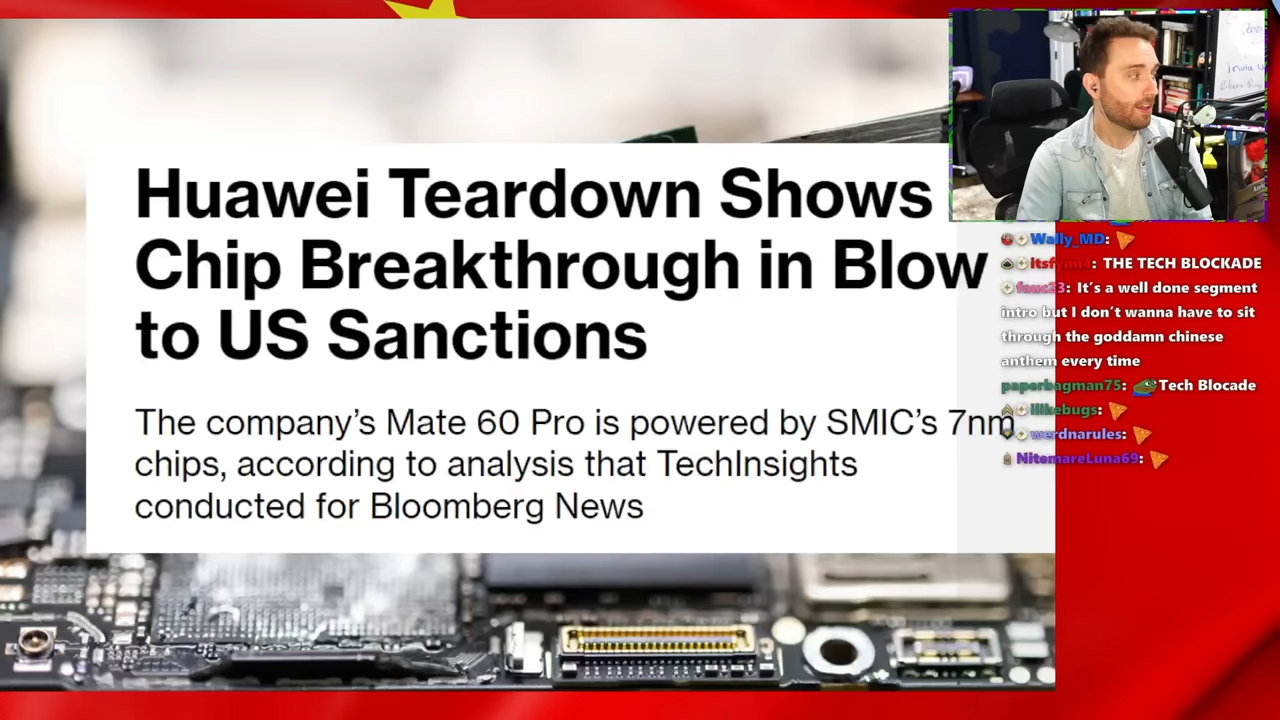 Huawei Teardown Shows
Chip Breakthrough in Blow
to US Sanctions
The company's Mate 60 Pro is powered by SMIC's 7nm
chips, according to analysis that TechInsights
conducted for Bloomberg News
Wally_MD:
itsfynn4: THE TECH BLOCKADE
fauc23: It's a well done segment
intro but I don't wanna have to sit
through the goddamn chinese
anthem every time
paperbagman75: Tech Blocade
illikebugs:
werdnarules:
NitemareLuna69: